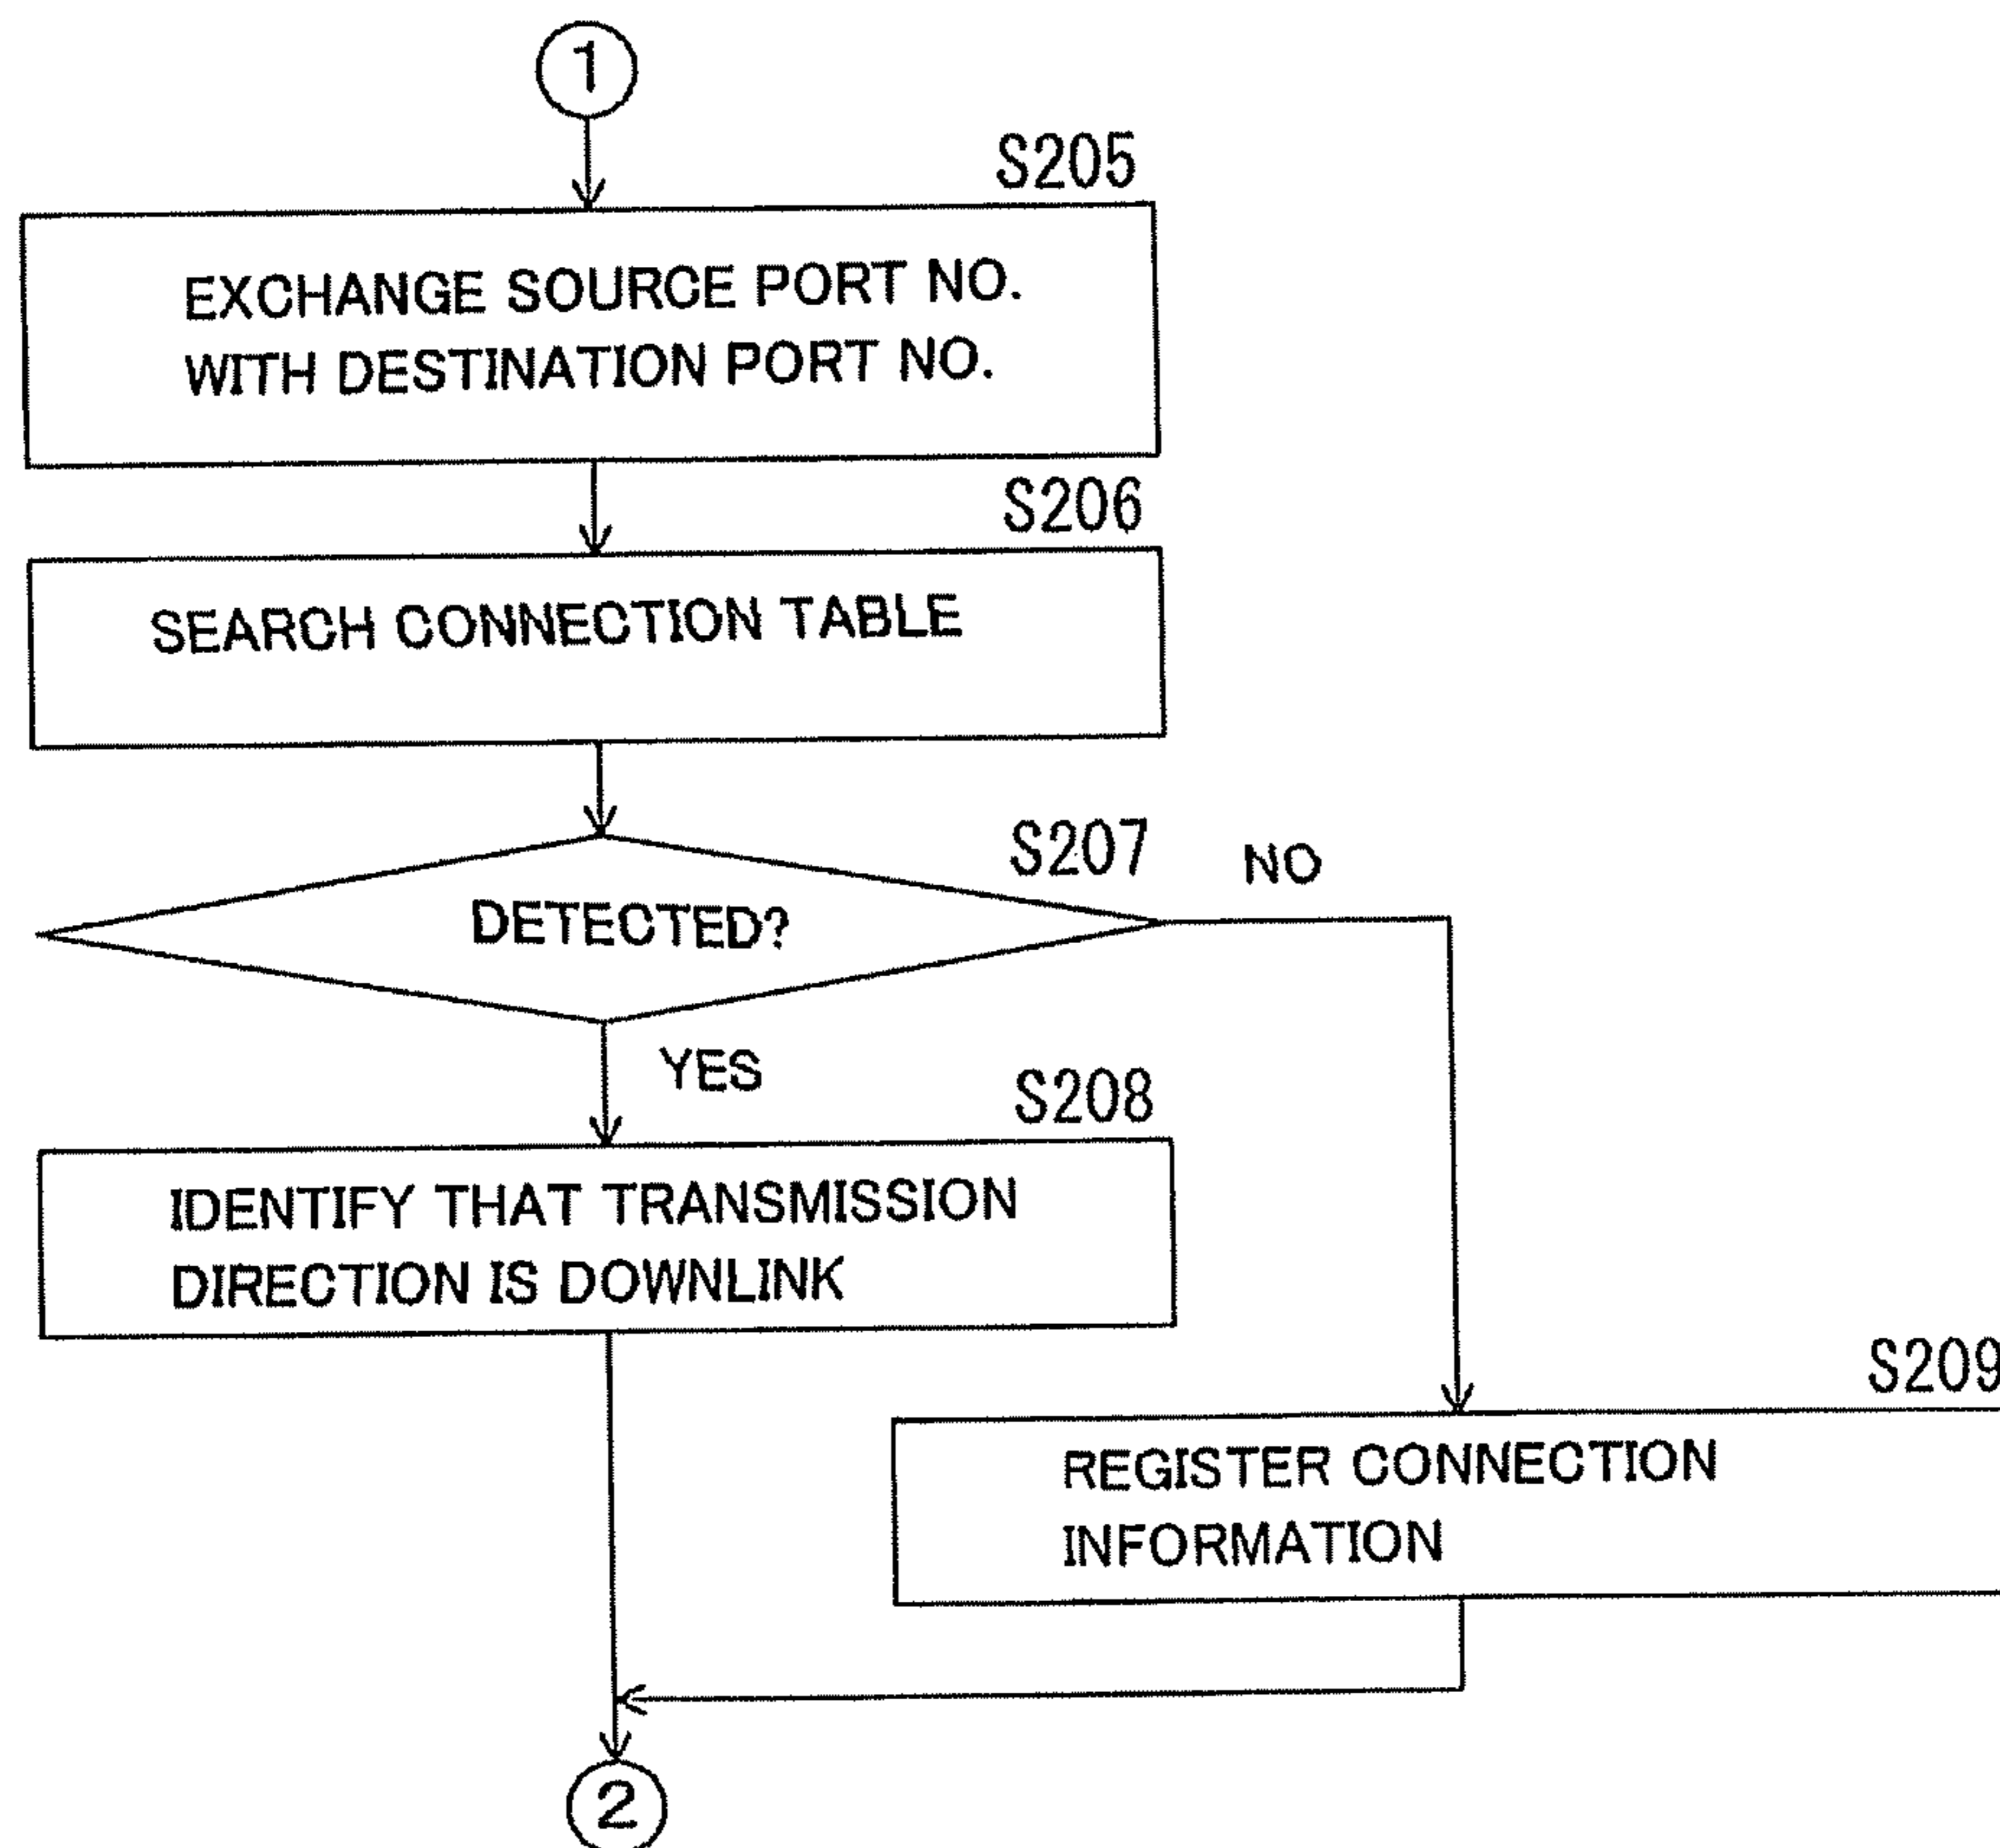 1
S205
EXCHANGE SOURCE PORT NO.
WITH DESTINATION PORT NO.
S206
SEARCH CONNECTION TABLE
S207
NO
DETECTED?
YES
S208
IDENTIFY THAT TRANSMISSION
DIRECTION IS DOWNLINK
S209
REGISTER CONNECTION
INFORMATION
2